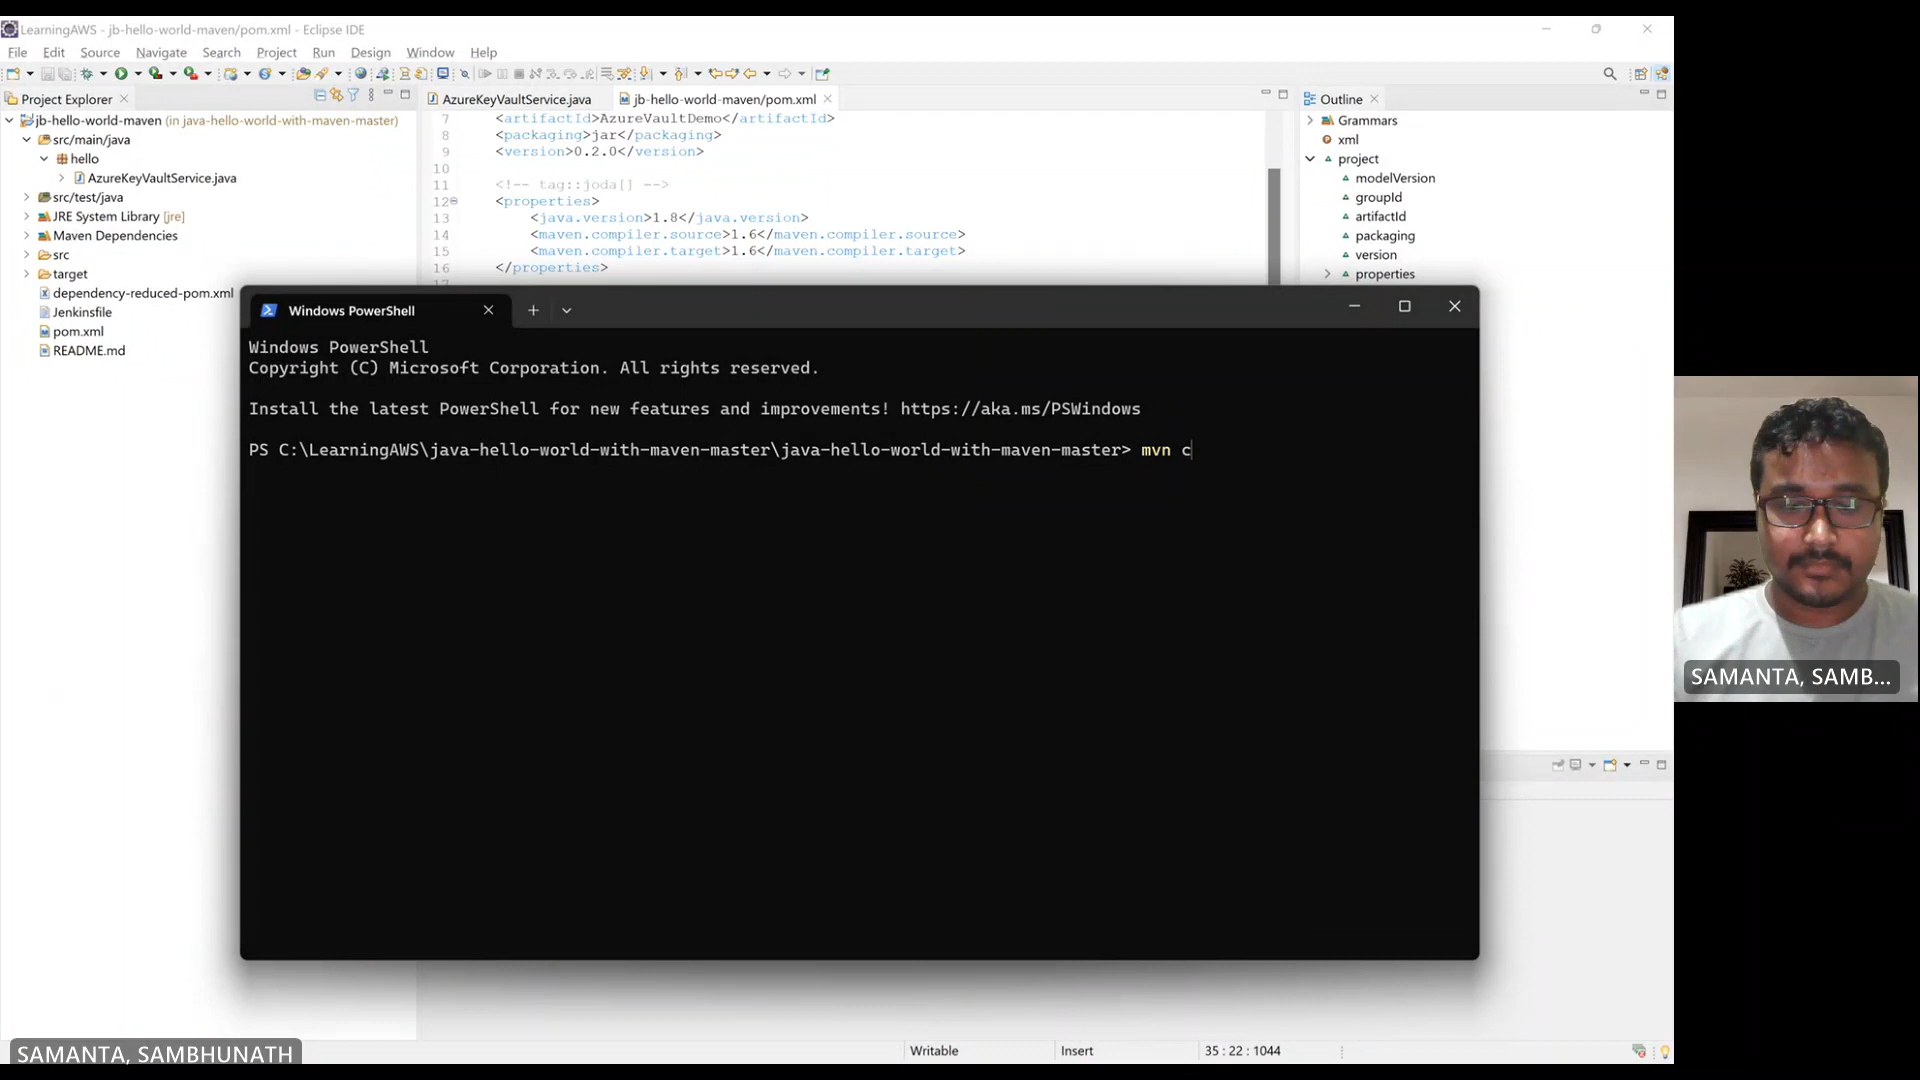 LearningAWS - jb-hello-world-maven/pom.xml - Eclipse IDE
File Edit Source Navigate Search Project Run Design Window Help
Project Explorer
AzureKeyVaultService.java
jb-hello-world-maven/pom.xml
Outline
jb-hello-world-maven (in java-hello-world-with-maven-master)
src/main/java
hello
AzureKeyVaultService.java
src/test/java
JRE System Library [jre]
Maven Dependencies
src
target
dependency-reduced-pom.xml
Jenkinsfile
pom.xml
README.md
7 <artifactId>AzureVaultDemo</artifactId>
8 <packaging>jar</packaging>
9 <version>0.2.0</version>
10
11 <!-- tag::joda[] -->
12 <properties>
13 <java.version>1.8</java.version>
14 <maven.compiler.source>1.6</maven.compiler.source>
15 <maven.compiler.target>1.6</maven.compiler.target>
16 </properties>
Grammars
xml
project
modelVersion
groupId
artifactId
packaging
version
properties
Windows PowerShell
Windows PowerShell
Copyright (C) Microsoft Corporation. All rights reserved.
Install the latest PowerShell for new features and improvements! https://aka.ms/PSWindows
PS C:\LearningAWS\java-hello-world-with-maven-master\java-hello-world-with-maven-master> mvn c
SAMANTA, SAMB...
SAMANTA, SAMBHUNATH
Writable
Insert
35 : 22 : 1044